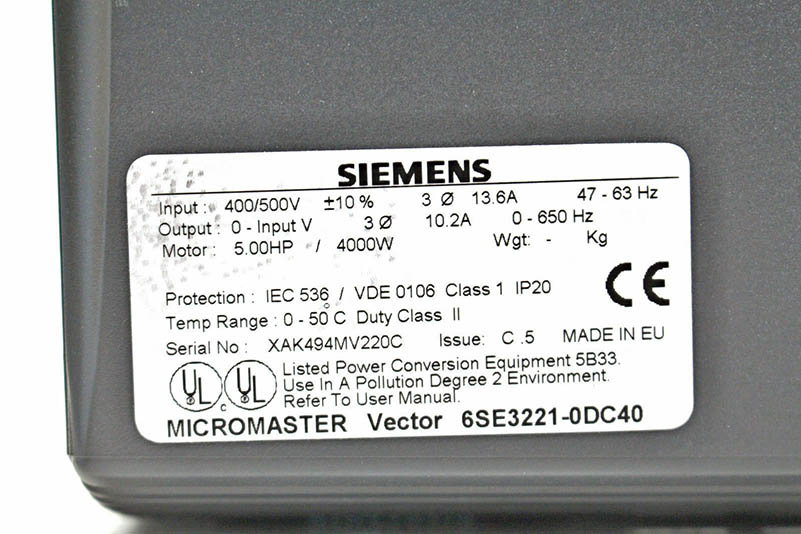 SIEMENS
Input : 400/500V ±10 % 3 Ø 13.6A 47 - 63 Hz
Output : 0 - Input V 3 Ø 10.2A 0 - 650 Hz
Motor : 5.00HP / 4000W Wgt: - Kg
Protection : IEC 536 / VDE 0106 Class 1 IP20
CE
Temp Range : 0 - 50°C Duty Class II
Serial No : XAK494MV220C Issue: C .5 MADE IN EU
UL c UL Listed Power Conversion Equipment 5B33.
Use In A Pollution Degree 2 Environment.
Refer To User Manual.
MICROMASTER Vector 6SE3221-0DC40